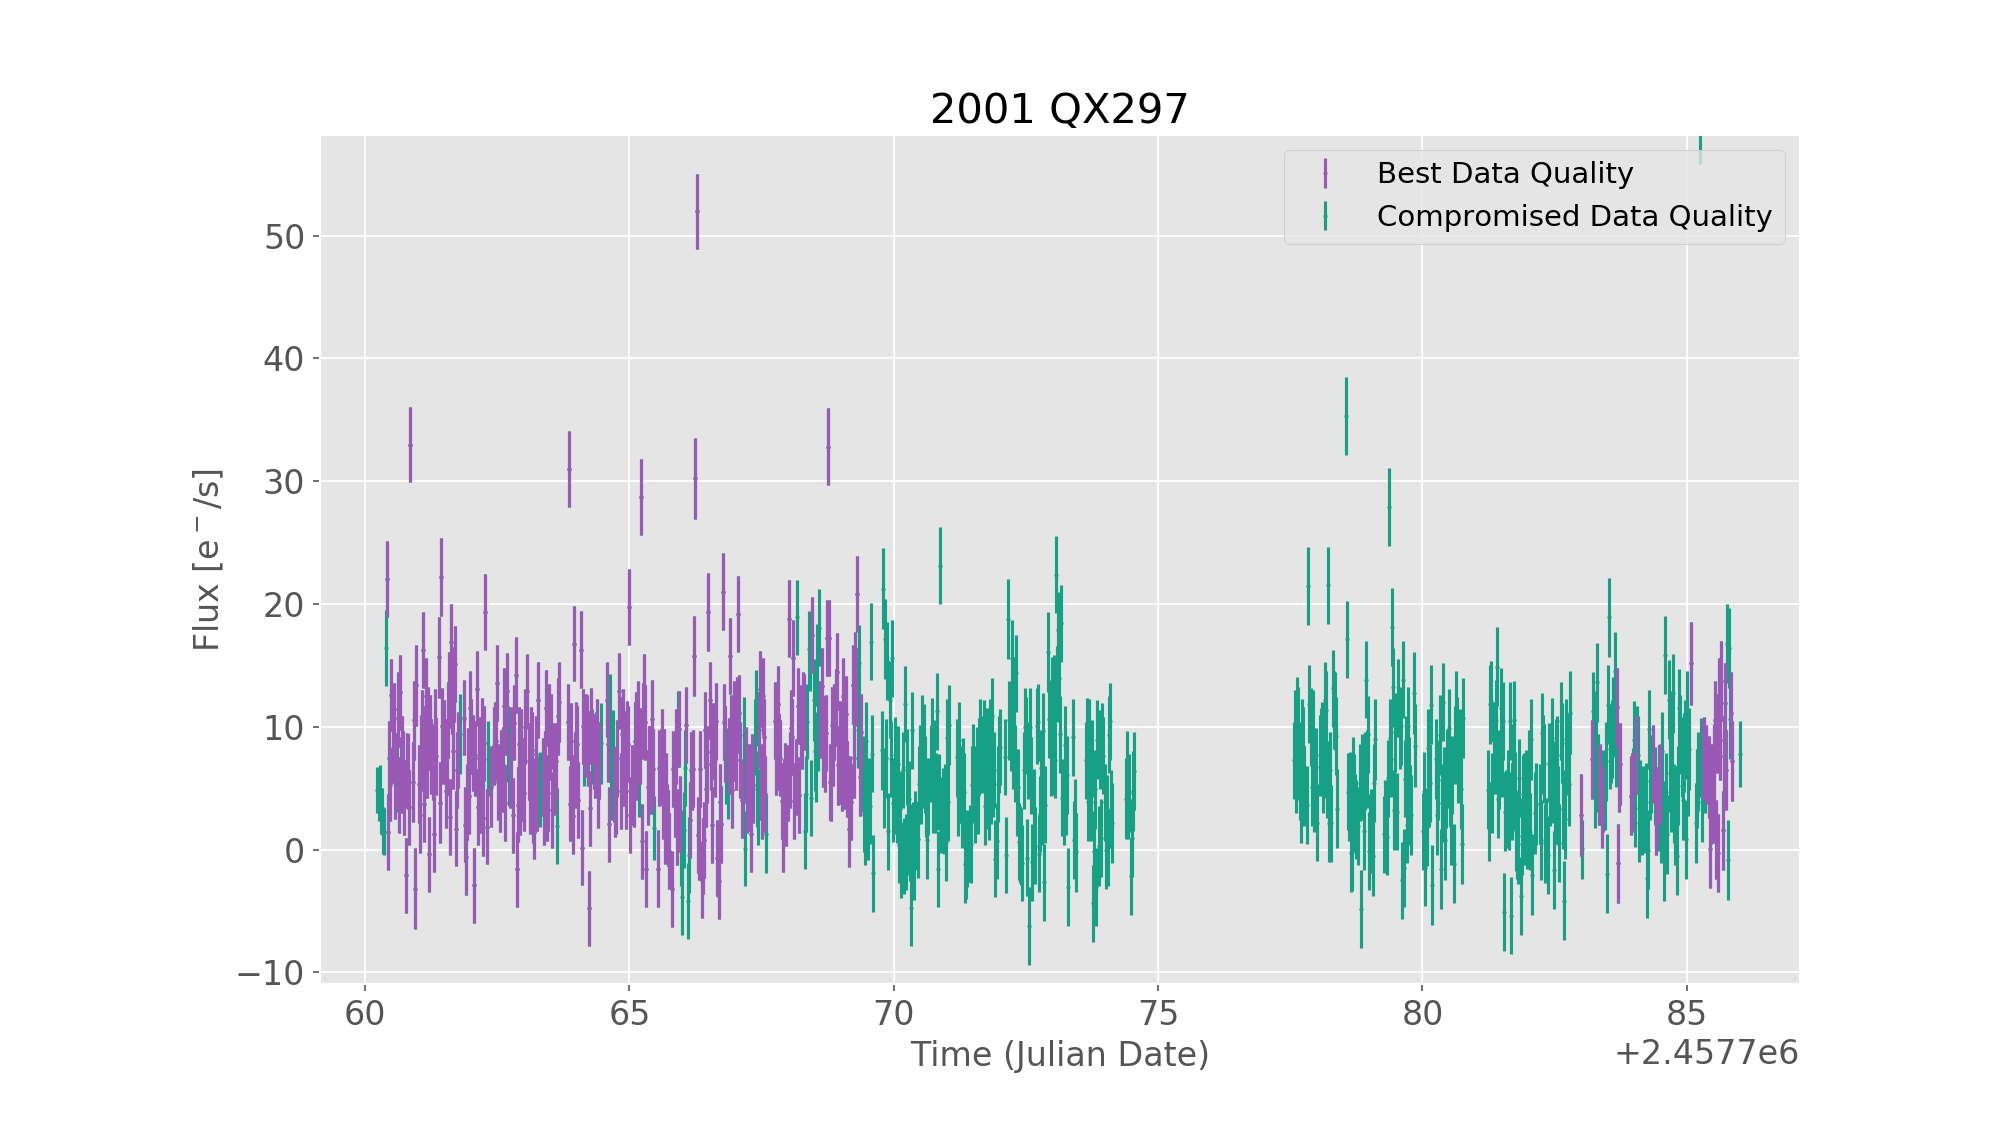 2001 QX297
Best Data Quality
Compromised Data Quality
50
40
30
20
10
0
−10
Flux [e⁻/s]
60 65 70 75 80 85
Time (Julian Date)
+2.4577e6